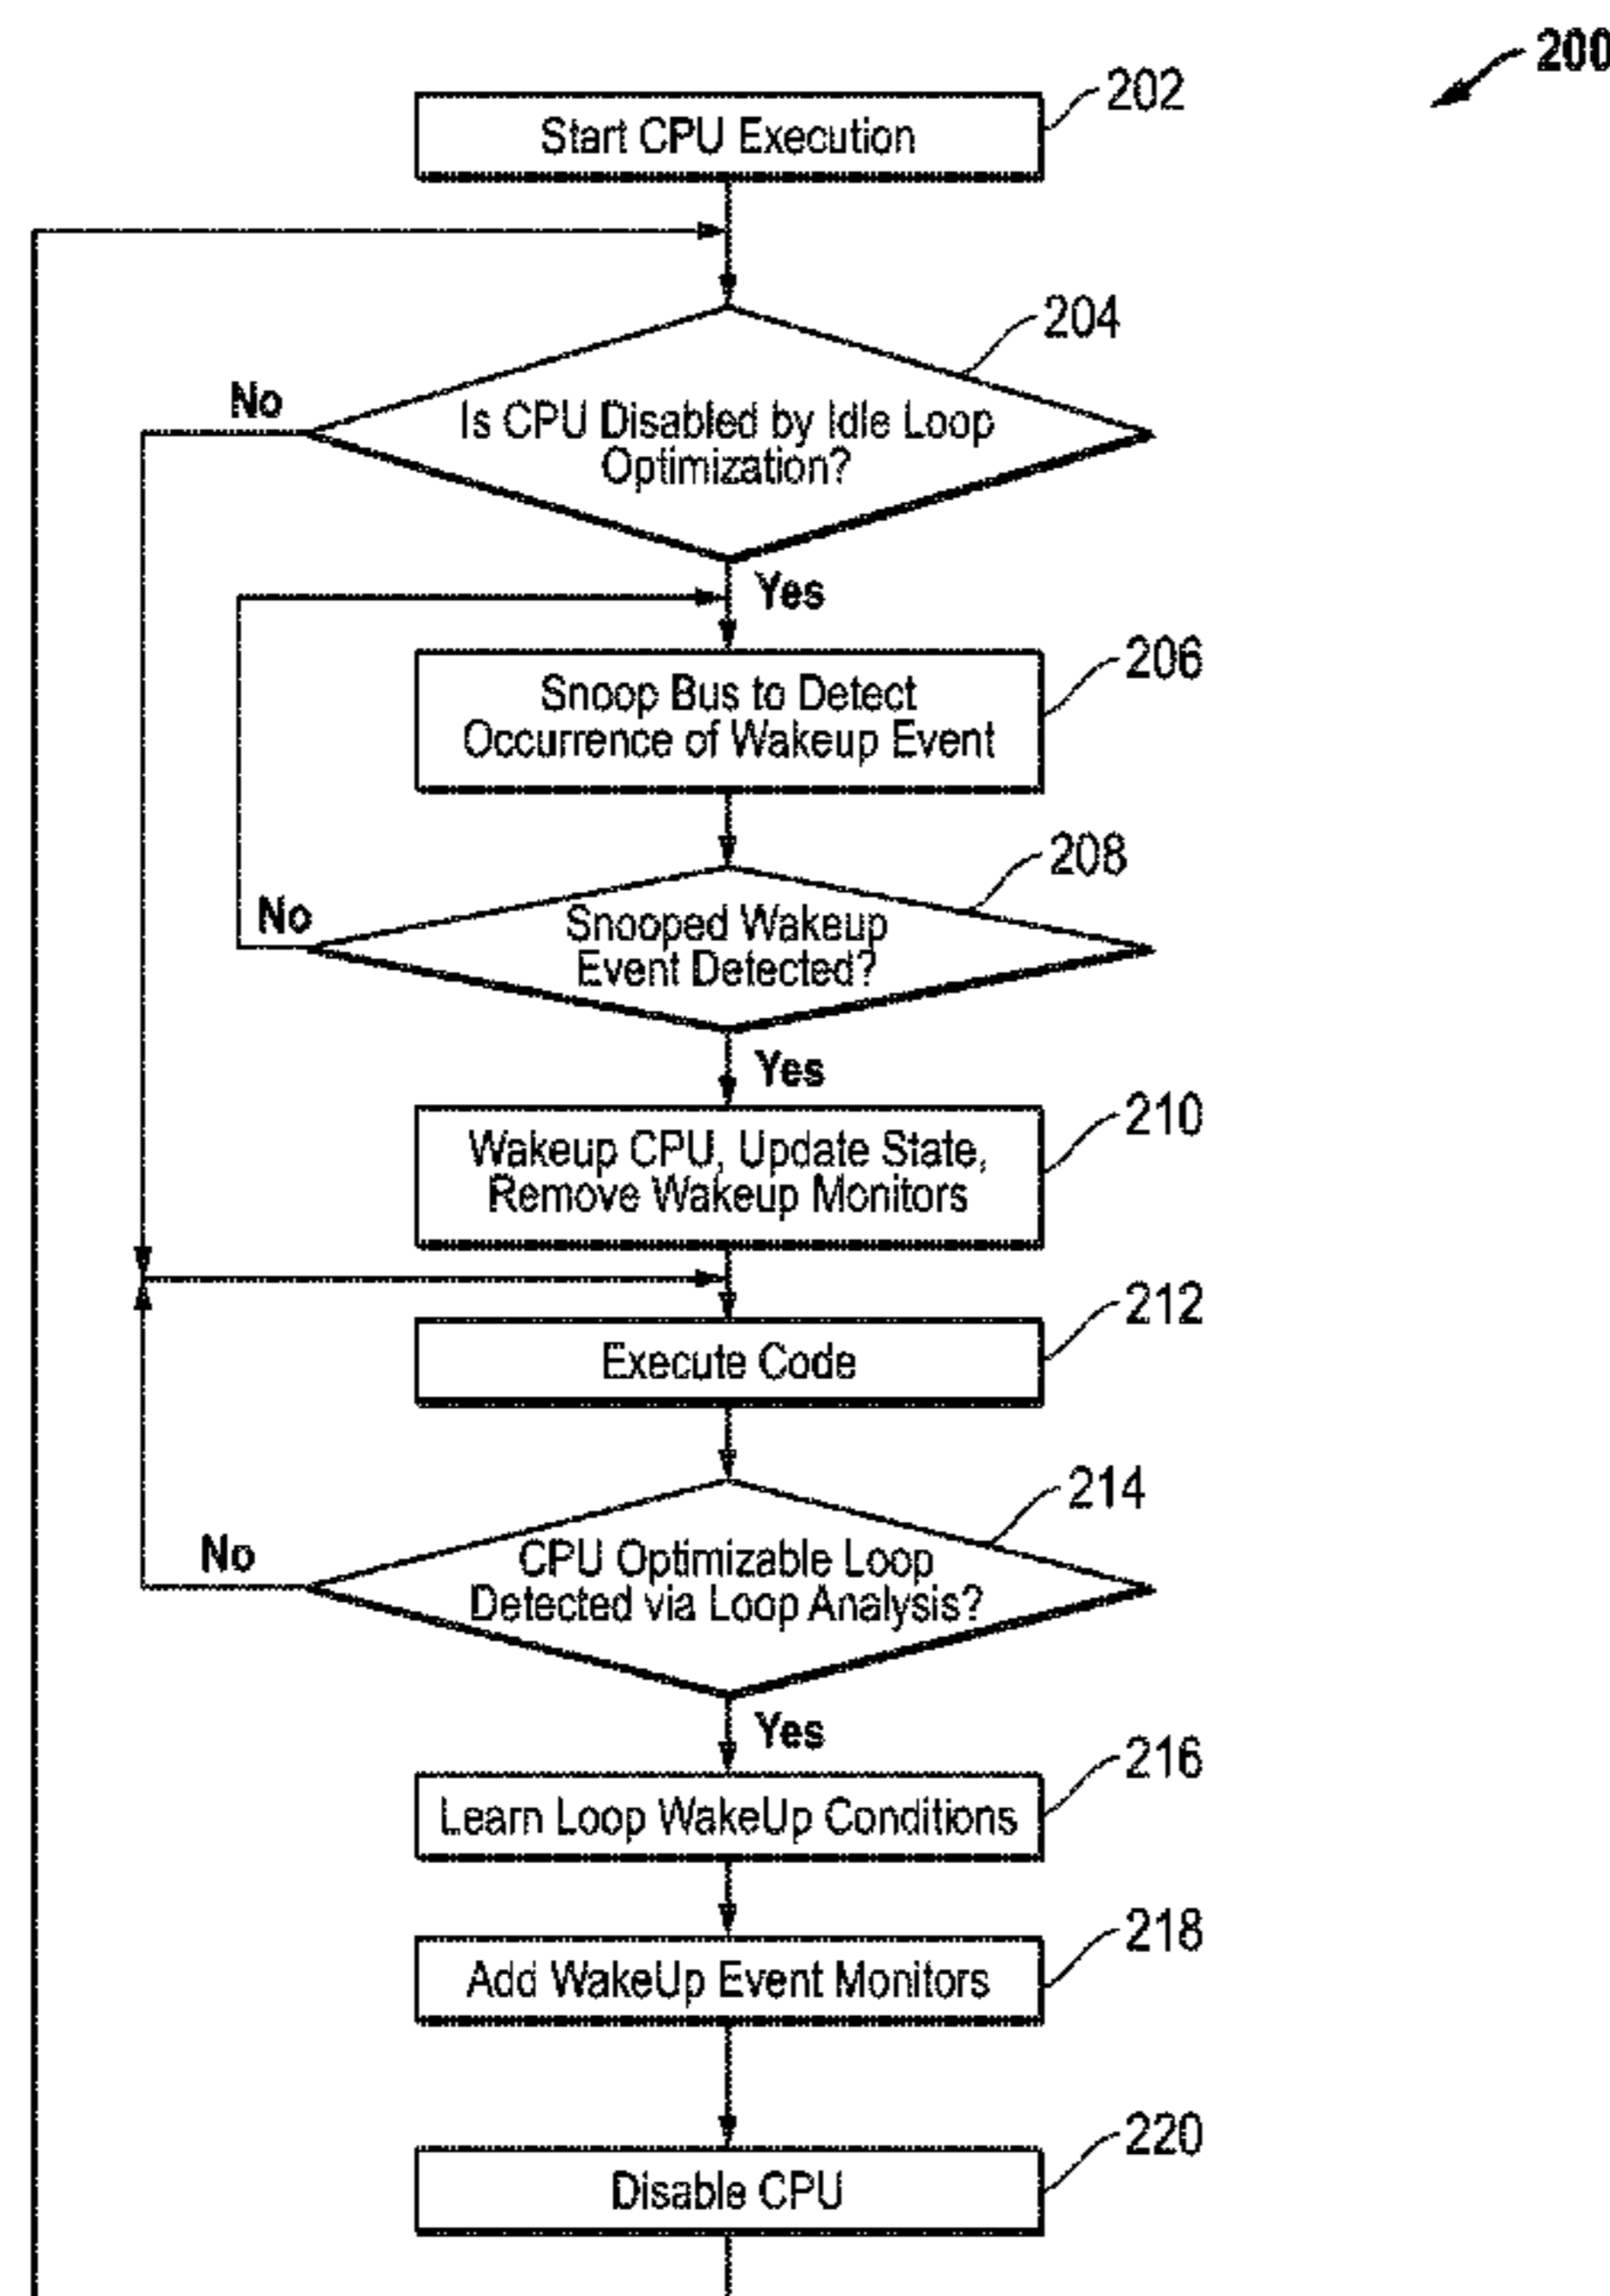 200
202
Start CPU Execution
204
No
Is CPU Disabled by Idle Loop
Optimization?
Yes
206
Snoop Bus to Detect
Occurrence of Wakeup Event
208
No
Snooped Wakeup
Event Detected?
Yes
210
Wakeup CPU, Update State,
Remove Wakeup Monitors
212
Execute Code
214
No
CPU Optimizable Loop
Detected via Loop Analysis?
Yes
216
Learn Loop WakeUp Conditions
218
Add WakeUp Event Monitors
220
Disable CPU